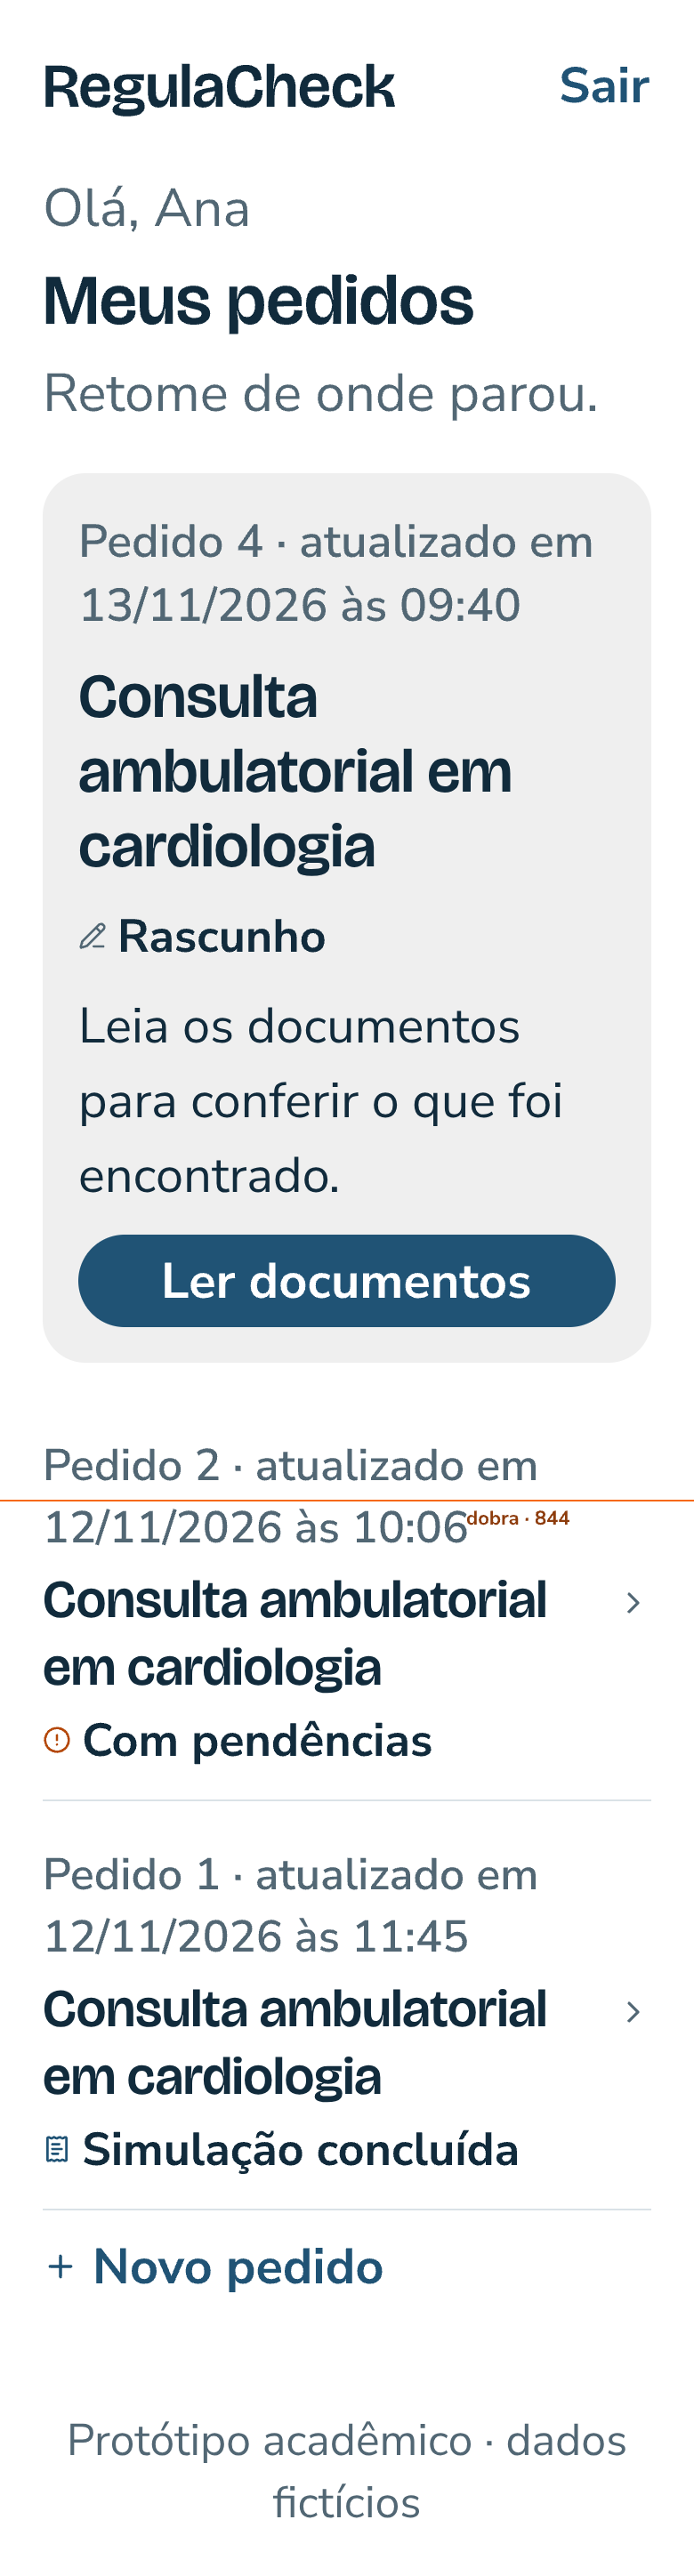 RegulaCheck
Sair
Olá, Ana
Meus pedidos
Retome de onde parou.
Pedido 4 · atualizado em
13/11/2026 às 09:40
Consulta
ambulatorial em
cardiologia
Rascunho
Leia os documentos
para conferir o que foi
encontrado.
Ler documentos
Pedido 2 · atualizado em
12/11/2026 às 10:06
dobra · 844
Consulta ambulatorial
em cardiologia
Com pendências
Pedido 1 · atualizado em
12/11/2026 às 11:45
Consulta ambulatorial
em cardiologia
Simulação concluída
+ Novo pedido
Protótipo acadêmico · dados
fictícios